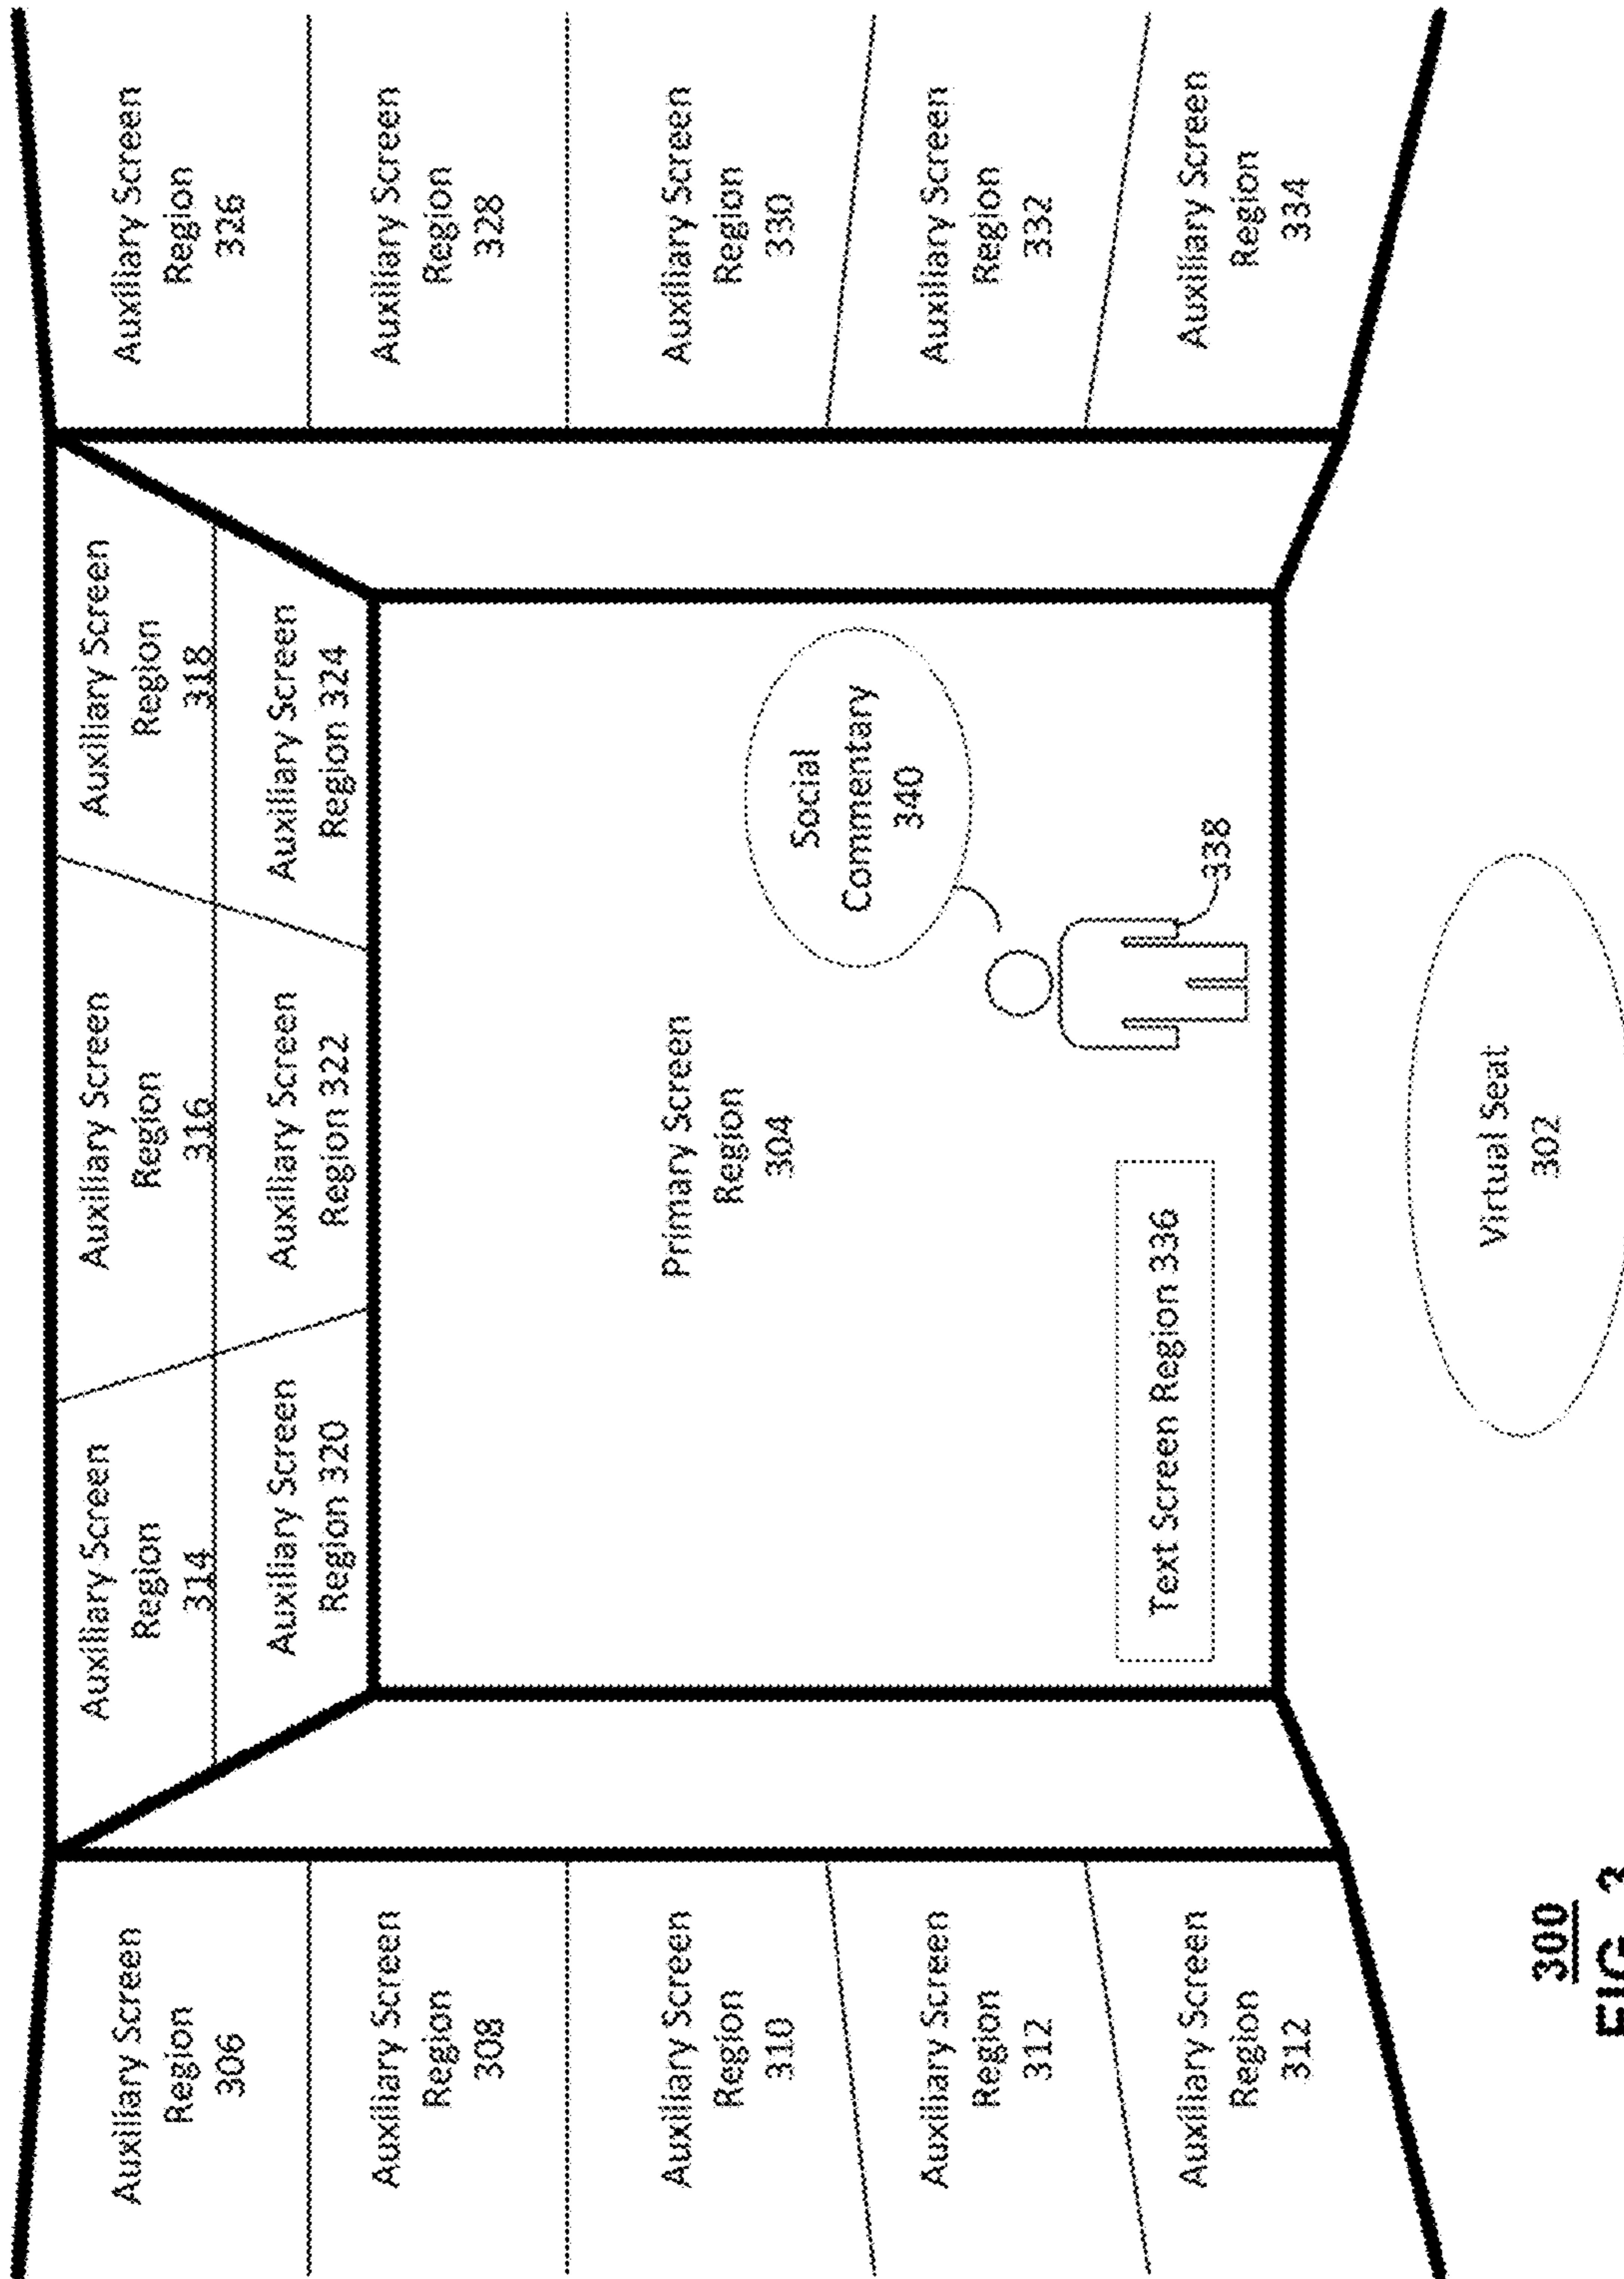 Auxiliary Screen
Region
306
Auxiliary Screen
Region
308
Auxiliary Screen
Region
310
Auxiliary Screen
Region
312
Auxiliary Screen
Region
312
Auxiliary Screen
Region
314
Auxiliary Screen
Region
316
Auxiliary Screen
Region
318
Auxiliary Screen
Region 320
Auxiliary Screen
Region 322
Auxiliary Screen
Region 324
Primary Screen
Region
304
Social
Commentary
340
338
Text Screen Region 336
Auxiliary Screen
Region
326
Auxiliary Screen
Region
328
Auxiliary Screen
Region
330
Auxiliary Screen
Region
332
Auxiliary Screen
Region
334
Virtual Seat
302
300
FIG. 3